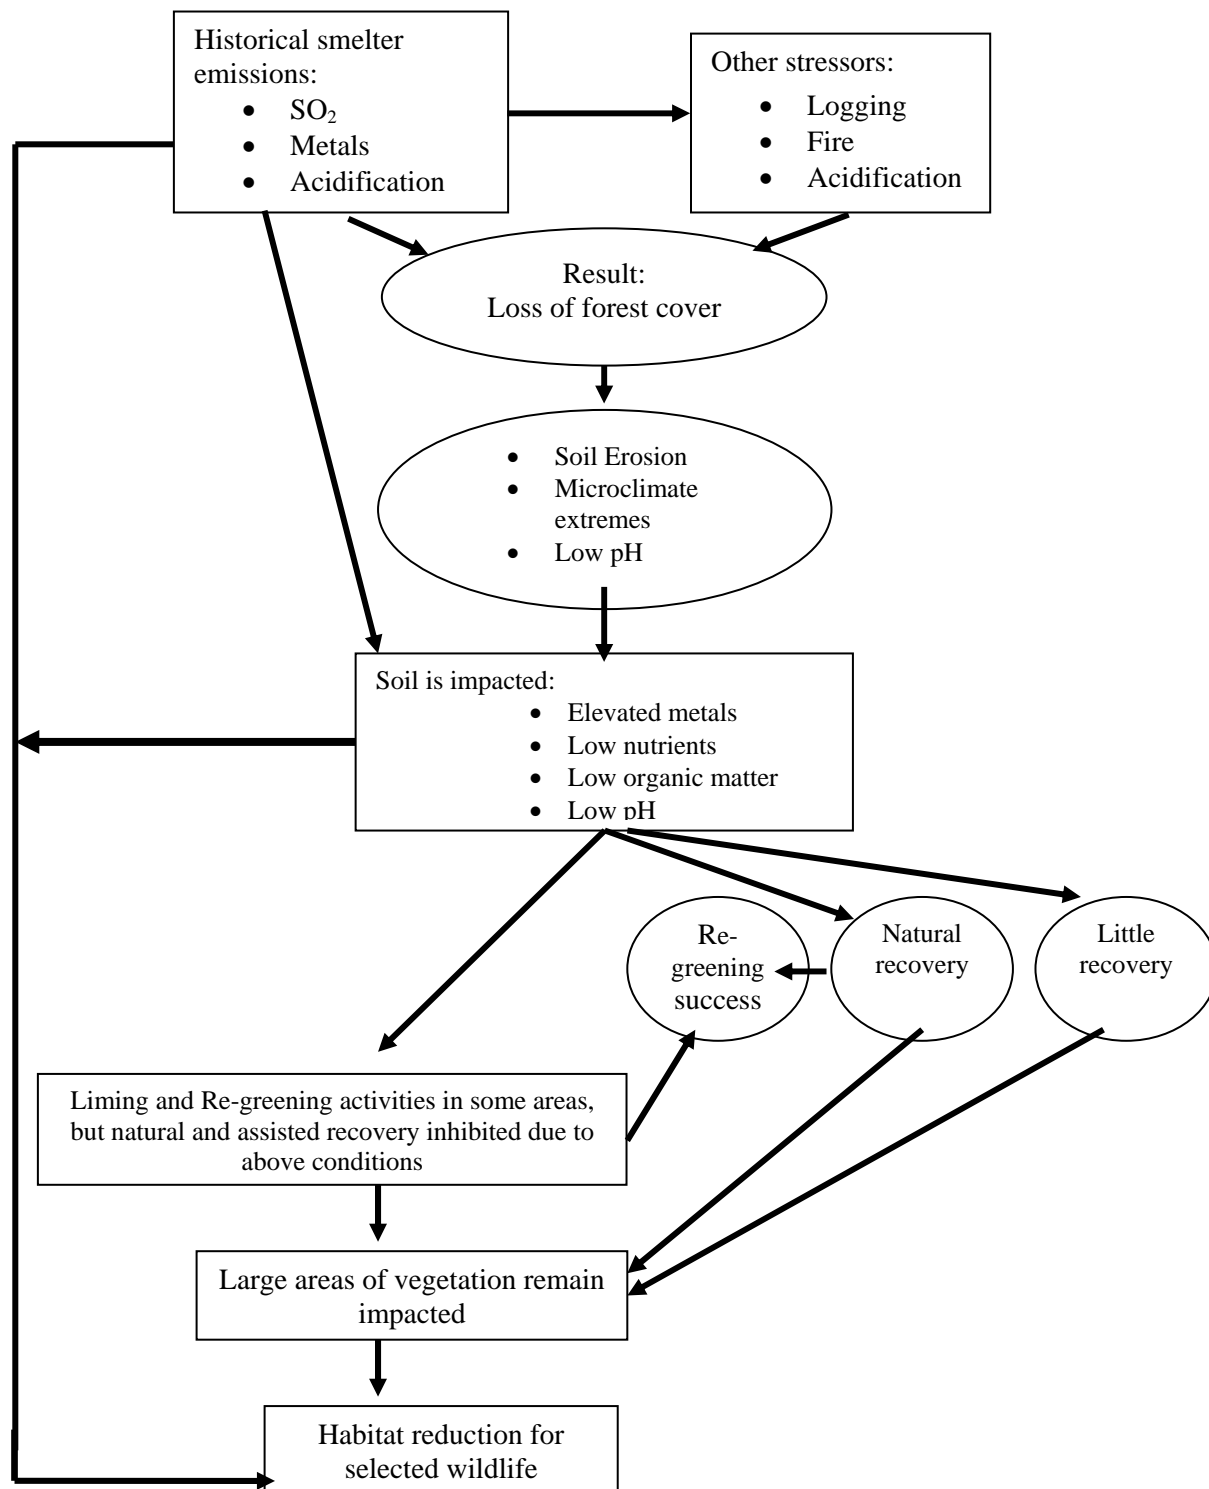 Historical smelter
emissions:
• SO₂
• Metals
• Acidification
Other stressors:
• Logging
• Fire
• Acidification
Result:
Loss of forest cover
• Soil Erosion
• Microclimate
extremes
• Low pH
Soil is impacted:
• Elevated metals
• Low nutrients
• Low organic matter
• Low pH
Re-
greening
success
Natural
recovery
Little
recovery
Liming and Re-greening activities in some areas,
but natural and assisted recovery inhibited due to
above conditions
Large areas of vegetation remain
impacted
Habitat reduction for
selected wildlife